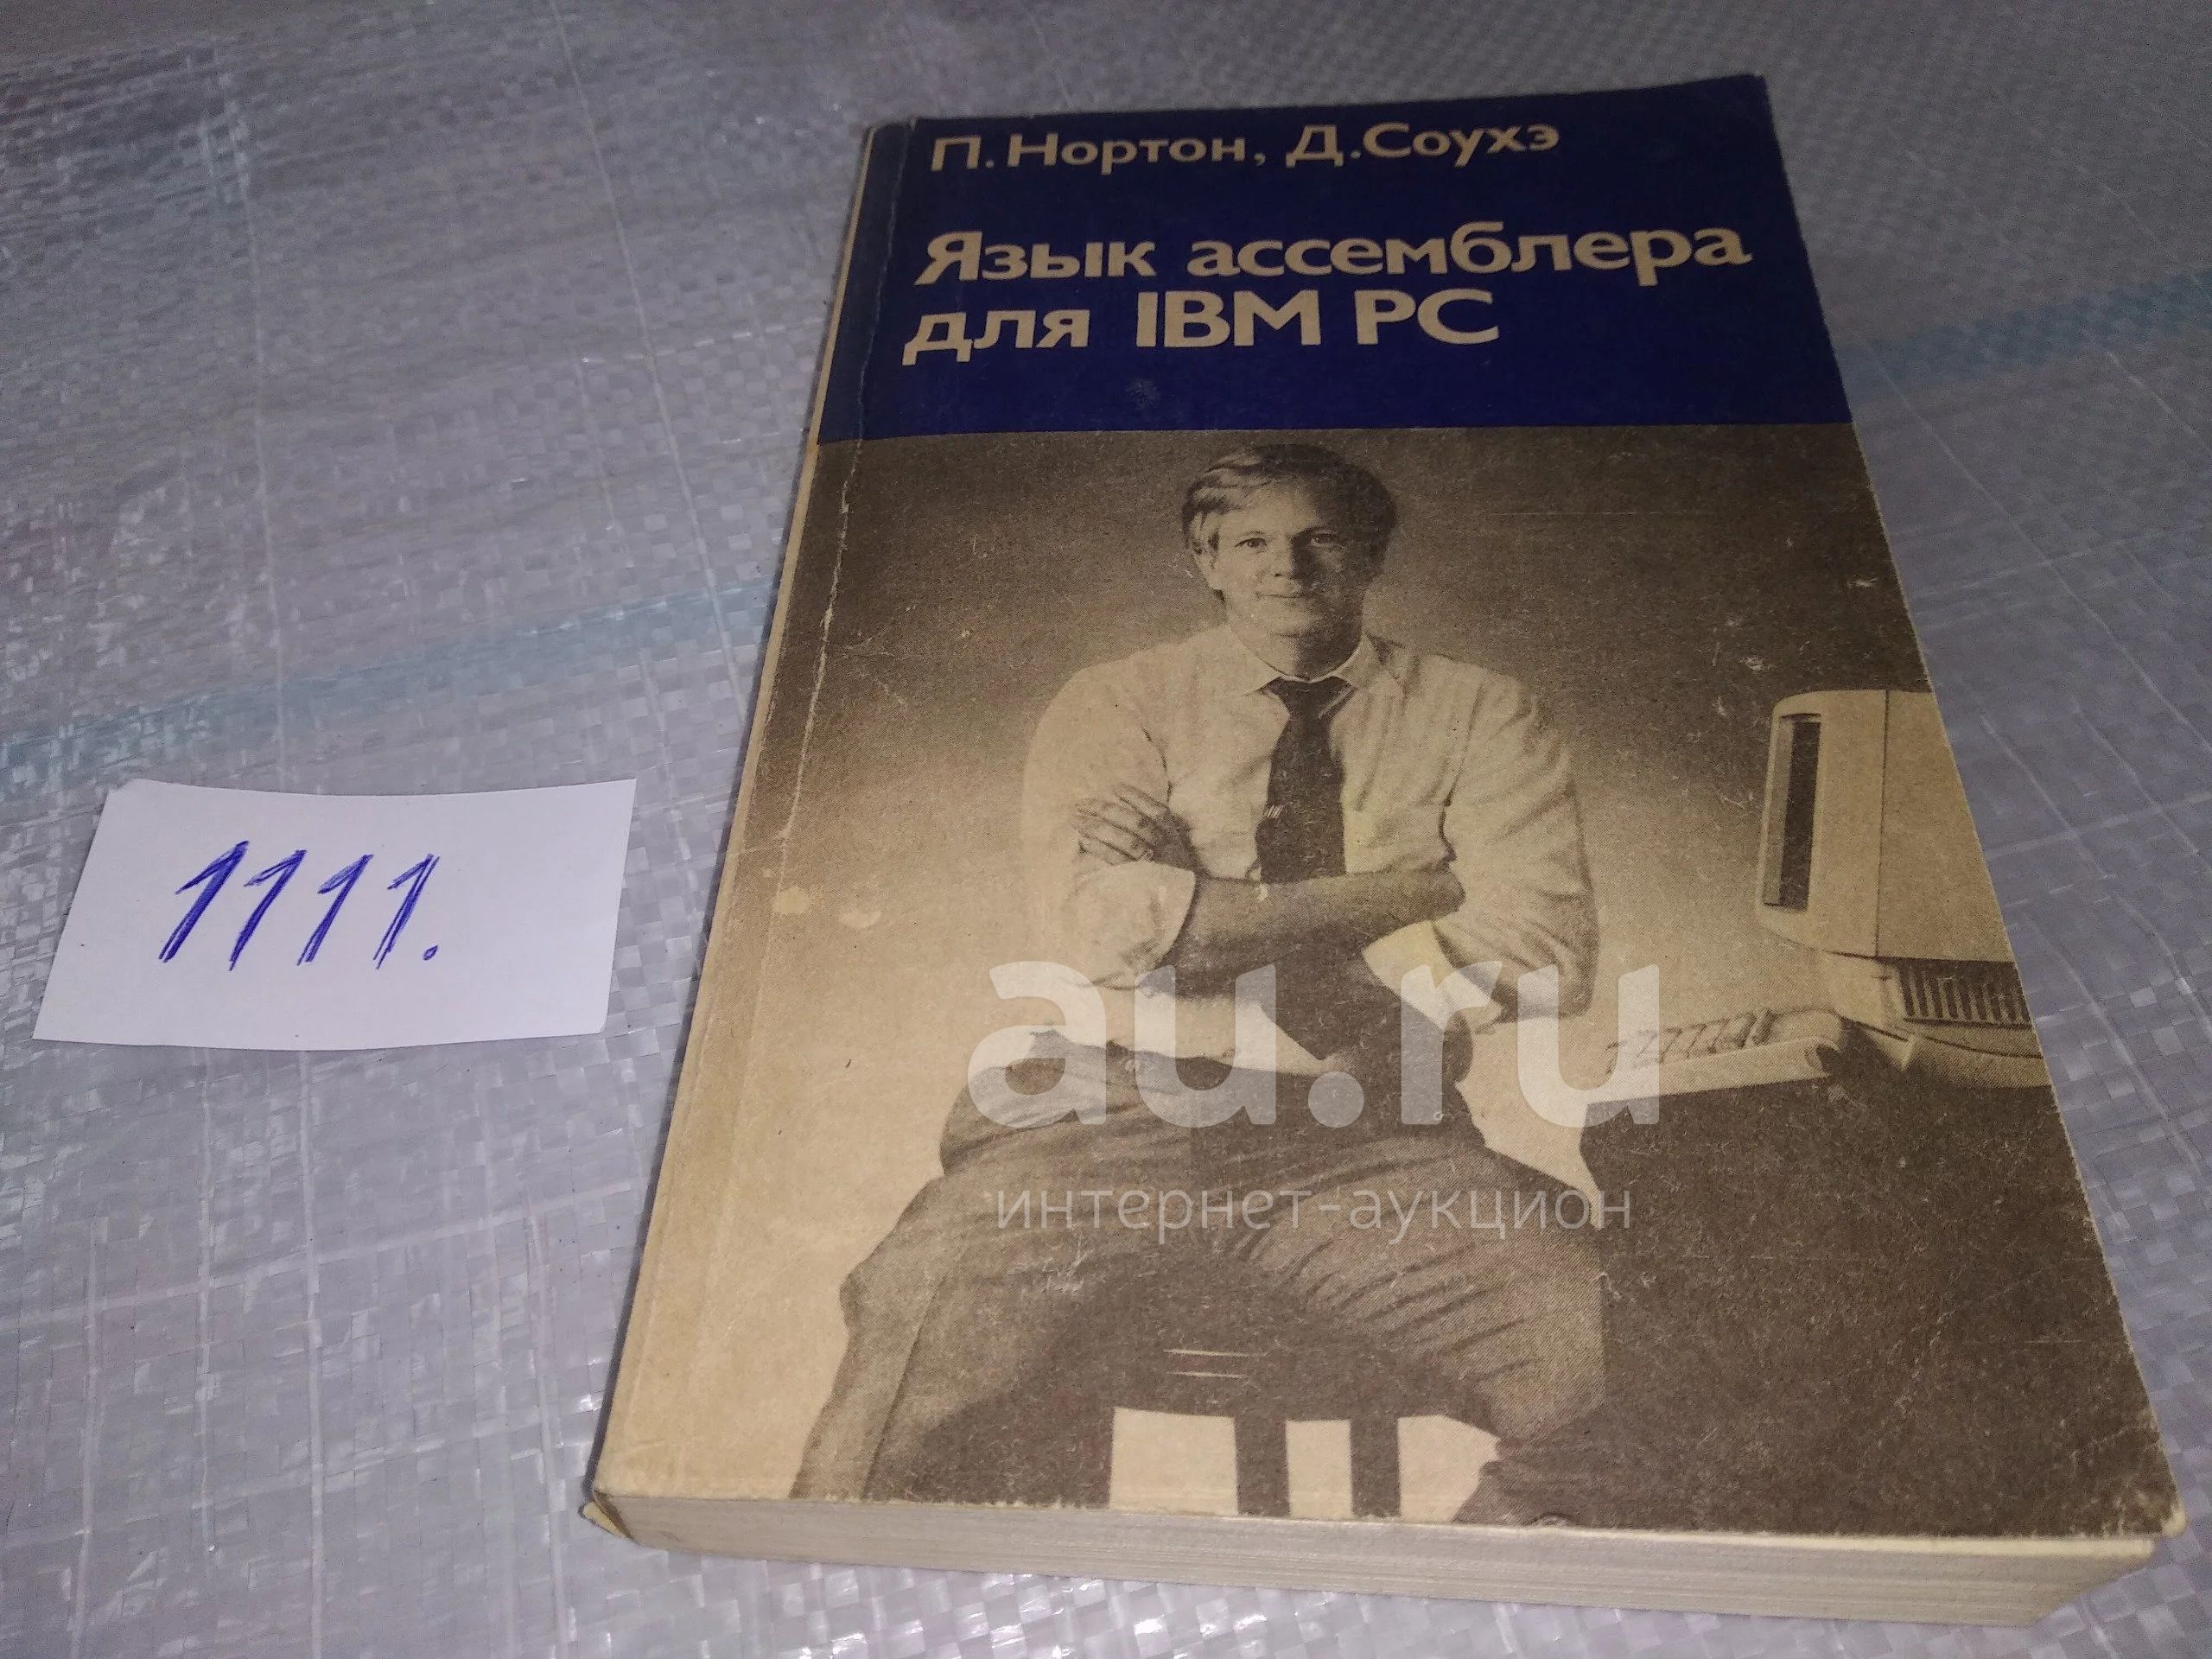 П. Нортон, Д. Соухэ
Язык ассемблера
для IBM PC
1111.
au.ru
интернет-аукцион